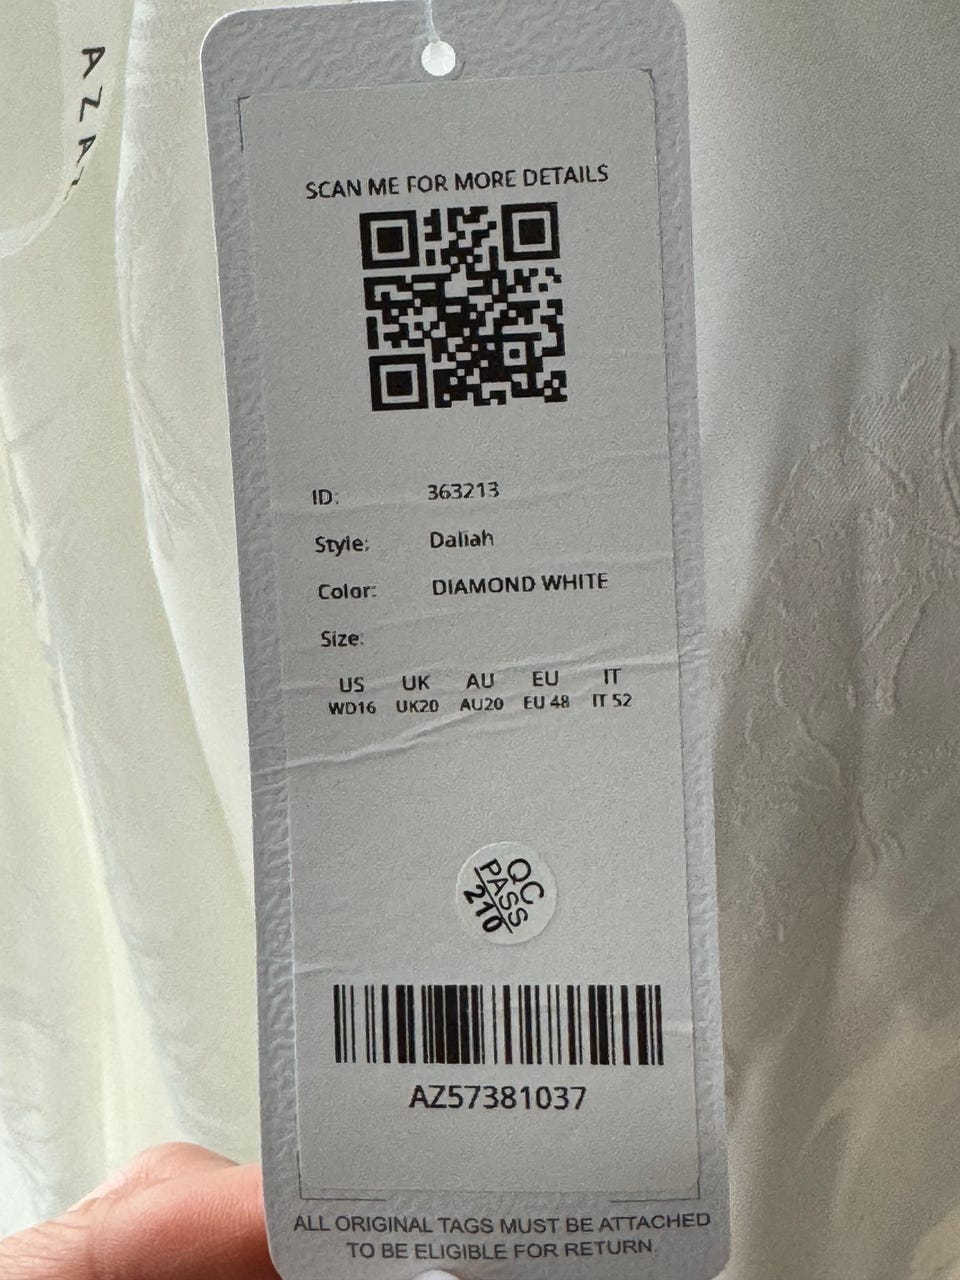 AZA
SCAN ME FOR MORE DETAILS
ID: 363213
Style: Daliah
Color: DIAMOND WHITE
Size:
US UK AU EU IT
WD16 UK20 AU20 EU 48 IT 52
QC
PASS
210
AZ57381037
ALL ORIGINAL TAGS MUST BE ATTACHED
TO BE ELIGIBLE FOR RETURN.